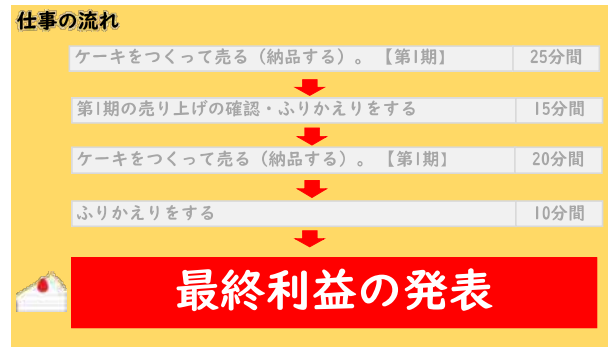 仕事の流れ
ケーキをつくって売る（納品する）。【第1期】 25分間
第1期の売り上げの確認・ふりかえりをする 15分間
ケーキをつくって売る（納品する）。【第1期】 20分間
ふりかえりをする 10分間
最終利益の発表